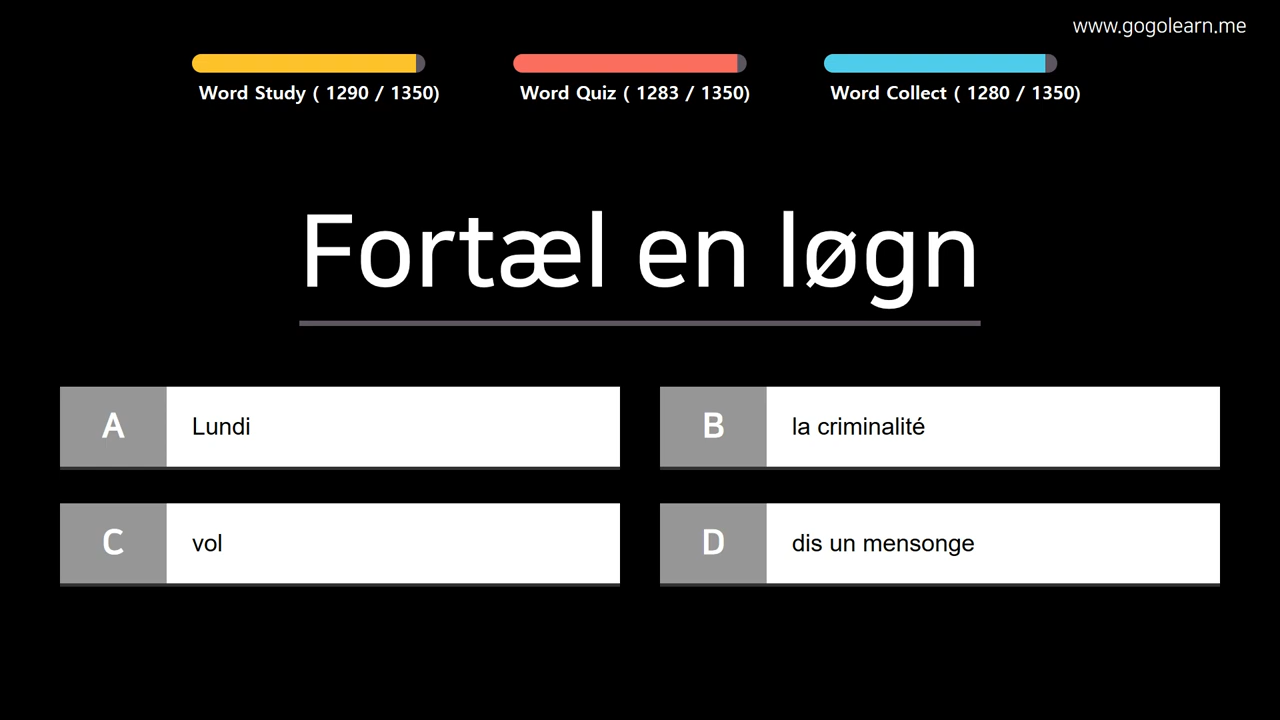 www.gogolearn.me
Word Study ( 1290 / 1350)
Word Quiz ( 1283 / 1350)
Word Collect ( 1280 / 1350)
Fortæl en løgn
A Lundi
B la criminalité
C vol
D dis un mensonge